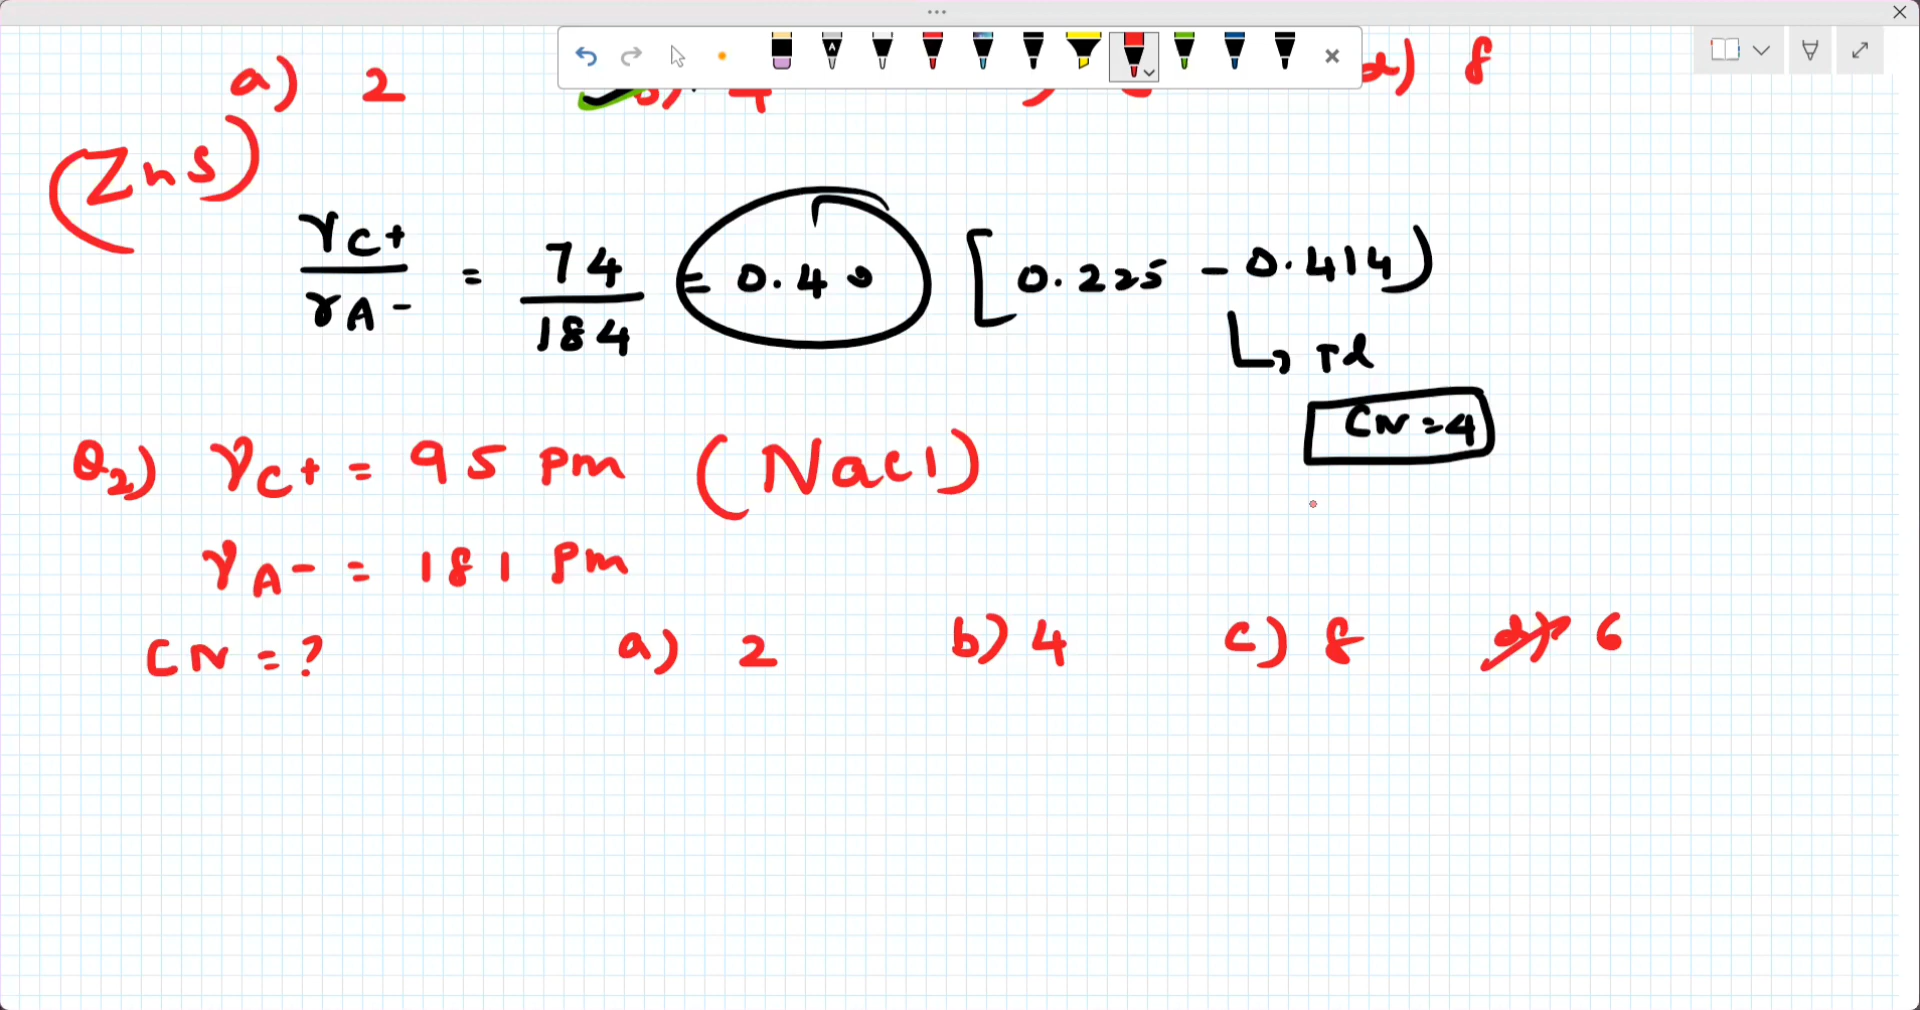 a) 2 b) 4 d) 8
(ZnS)
rC+ / rA- = 74 / 184 = 0.40 [0.225 - 0.414)
↳ Td
CN = 4
Q2) rC+ = 95 pm (NaCl)
rA- = 181 pm
CN = ? a) 2 b) 4 c) 8 d) 6